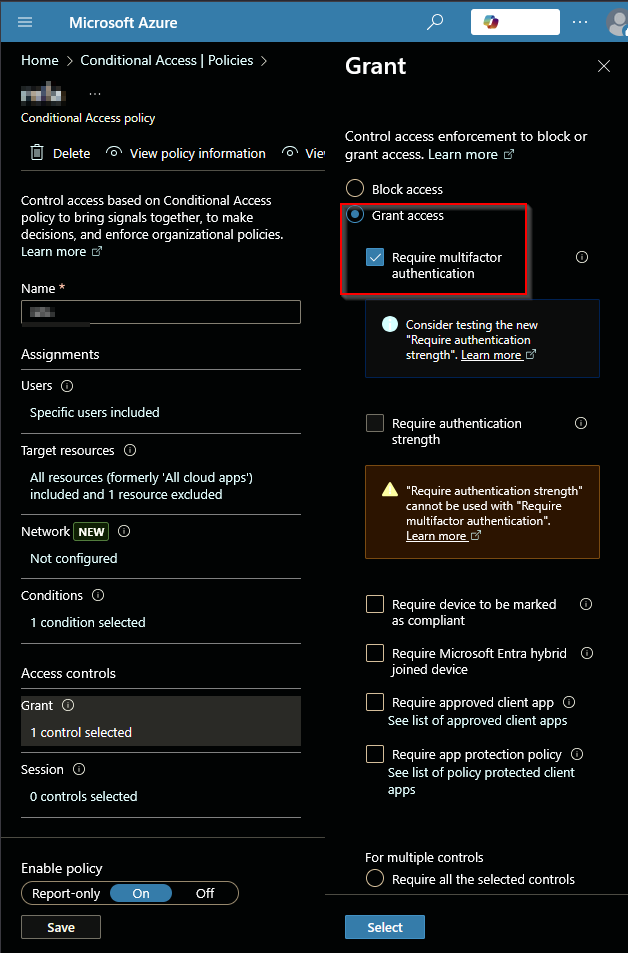 Microsoft Azure
Home > Conditional Access | Policies >
...
Conditional Access policy
Delete View policy information Vie
Control access based on Conditional Access
policy to bring signals together, to make
decisions, and enforce organizational policies.
Learn more
Name *
Assignments
Users
Specific users included
Target resources
All resources (formerly 'All cloud apps')
included and 1 resource excluded
Network NEW
Not configured
Conditions
1 condition selected
Access controls
Grant
1 control selected
Session
0 controls selected
Enable policy
Report-only On Off
Save
Grant
Control access enforcement to block or
grant access. Learn more
Block access
Grant access
Require multifactor
authentication
Consider testing the new
"Require authentication
strength". Learn more
Require authentication
strength
"Require authentication strength"
cannot be used with "Require
multifactor authentication".
Learn more
Require device to be marked
as compliant
Require Microsoft Entra hybrid
joined device
Require approved client app
See list of approved client apps
Require app protection policy
See list of policy protected client
apps
For multiple controls
Require all the selected controls
Select